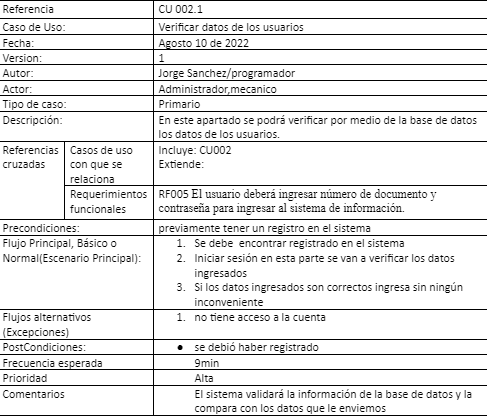 Referencia CU 002.1
Caso de Uso: Verificar datos de los usuarios
Fecha: Agosto 10 de 2022
Version: 1
Autor: Jorge Sanchez/programador
Actor: Administrador,mecanico
Tipo de caso: Primario
Descripción: En este apartado se podrá verificar por medio de la base de datos
los datos de los usuarios.
Referencias
cruzadas
Casos de uso
con que se
relaciona
Incluye: CU002
Extiende:
Requerimientos
funcionales
RF005 El usuario deberá ingresar número de documento y
contraseña para ingresar al sistema de información.
Precondiciones: previamente tener un registro en el sistema
Flujo Principal, Básico o
Normal(Escenario Principal):
1. Se debe encontrar registrado en el sistema
2. Iniciar sesión en esta parte se van a verificar los datos
ingresados
3. Si los datos ingresados son correctos ingresa sin ningún
inconveniente
Flujos alternativos
(Excepciones)
1. no tiene acceso a la cuenta
PostCondiciones: ● se debió haber registrado
Frecuencia esperada 9min
Prioridad Alta
Comentarios El sistema validará la información de la base de datos y la
compara con los datos que le enviemos